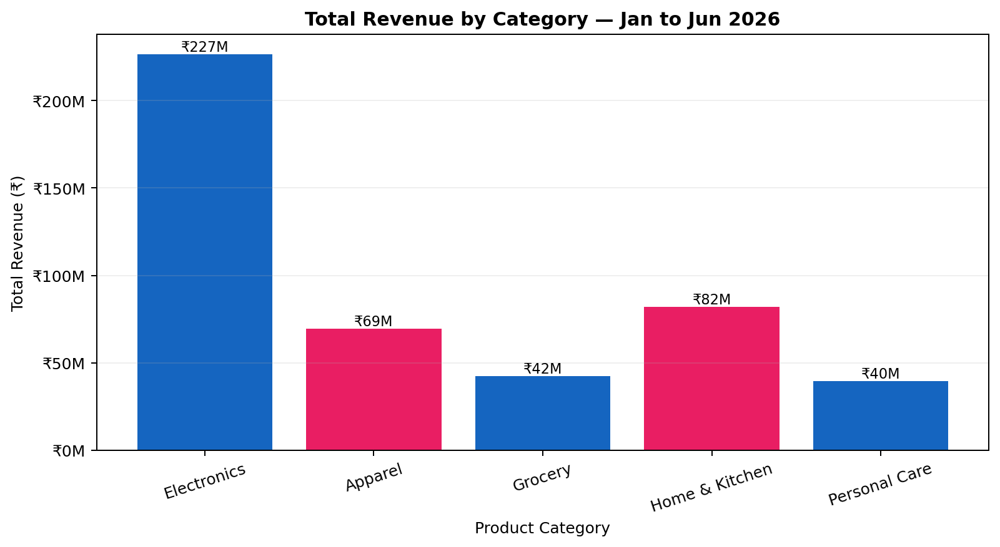 Total Revenue by Category — Jan to Jun 2026
Total Revenue (₹)
₹200M
₹150M
₹100M
₹50M
₹0M
₹227M
₹69M
₹42M
₹82M
₹40M
Electronics
Apparel
Grocery
Home & Kitchen
Personal Care
Product Category